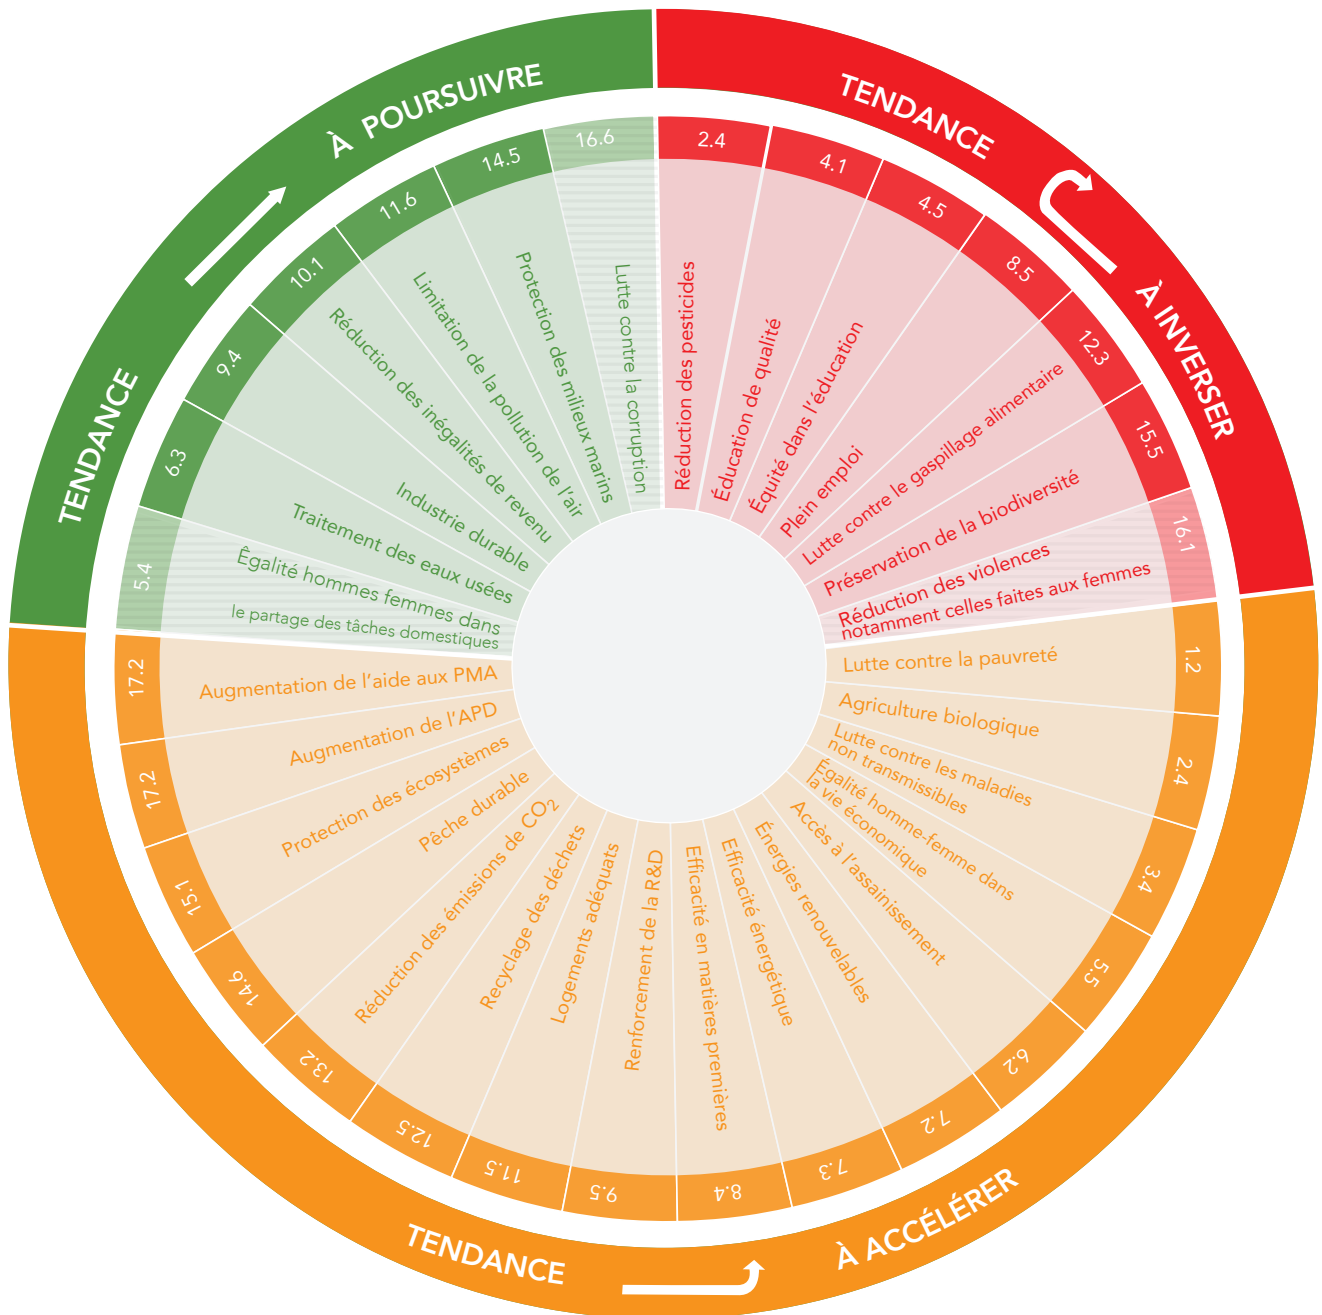 TENDANCE
À POURSUIVRE
TENDANCE
À INVERSER
TENDANCE
À ACCÉLÉRER
2.4
Réduction des pesticides
4.1
Éducation de qualité
4.5
Équité dans l'éducation
8.5
Plein emploi
12.3
Lutte contre le gaspillage alimentaire
15.5
Préservation de la biodiversité
16.1
Réduction des violences
notamment celles faites aux femmes
1.2
Lutte contre la pauvreté
2.4
Agriculture biologique
3.4
Lutte contre les maladies
non transmissibles
5.5
Égalité homme-femme dans
la vie économique
6.2
Accès à l'assainissement
7.2
Énergies renouvelables
7.3
Efficacité énergétique
8.4
Efficacité en matières premières
9.5
Renforcement de la R&D
11.5
Logements adéquats
12.5
Recyclage des déchets
13.2
Réduction des émissions de CO2
14.6
Pêche durable
15.1
Protection des écosystèmes
17.2
Augmentation de l'APD
17.2
Augmentation de l'aide aux PMA
5.4
Êgalité hommes femmes dans
le partage des tâches domestiques
6.3
Traitement des eaux usées
9.4
Industrie durable
10.1
Réduction des inégalités de revenu
11.6
Limitation de la pollution de l'air
14.5
Protection des milieux marins
16.6
Lutte contre la corruption